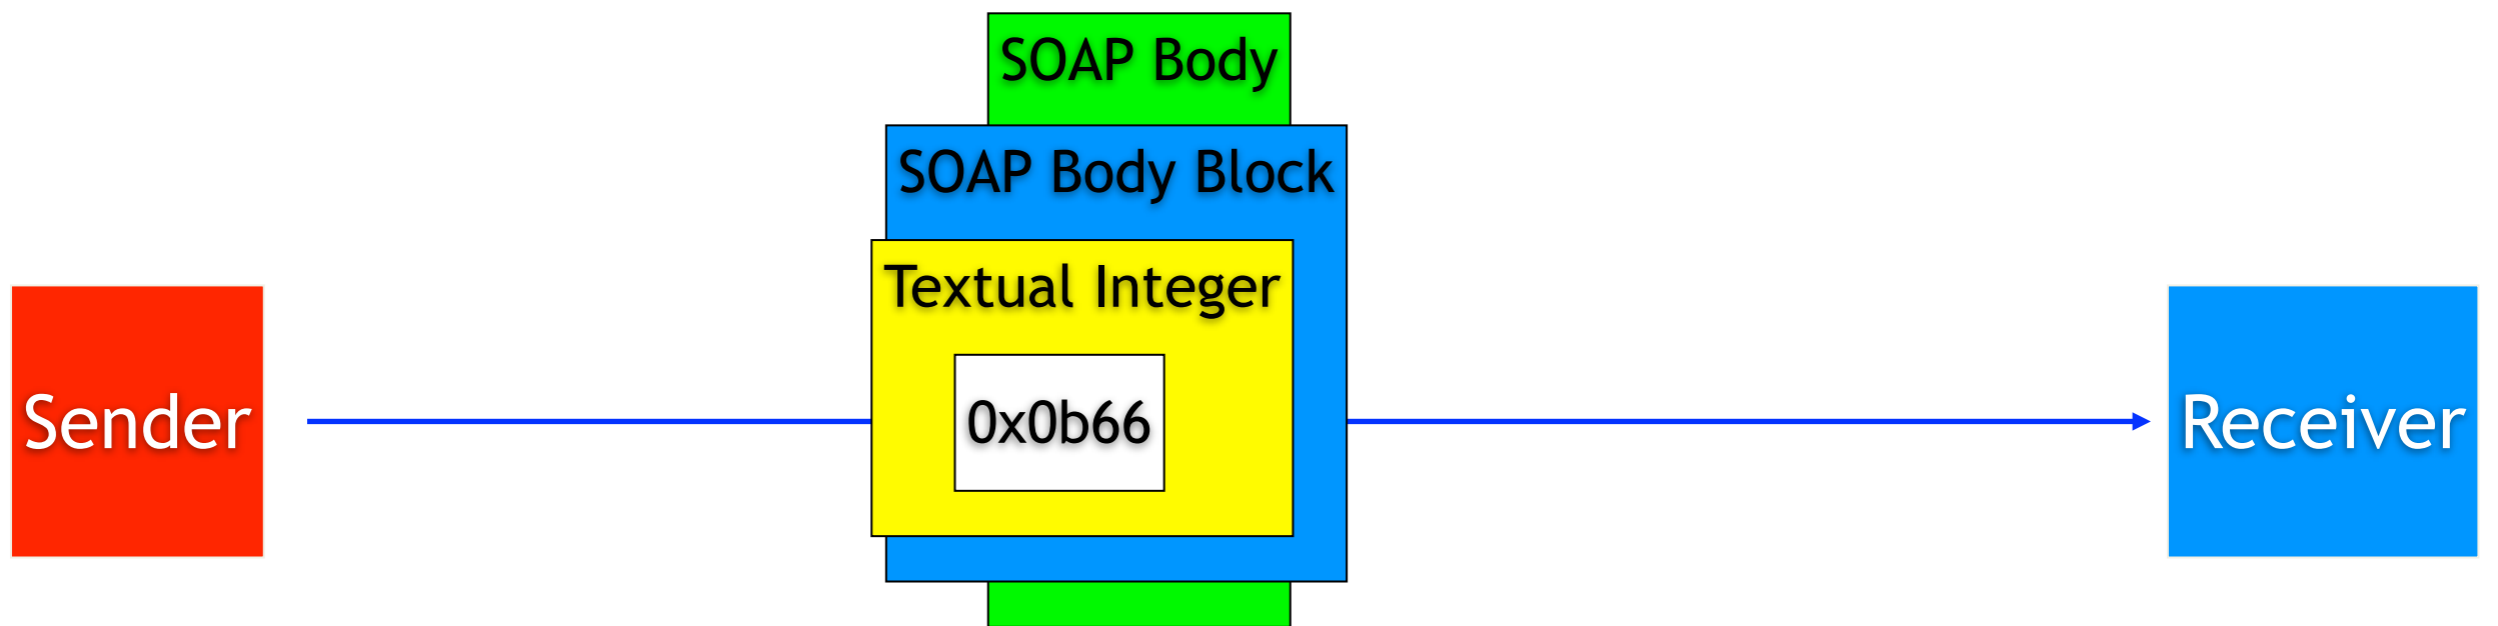 SOAP Body
SOAP Body Block
Textual Integer
Sender
0x0b66
Receiver